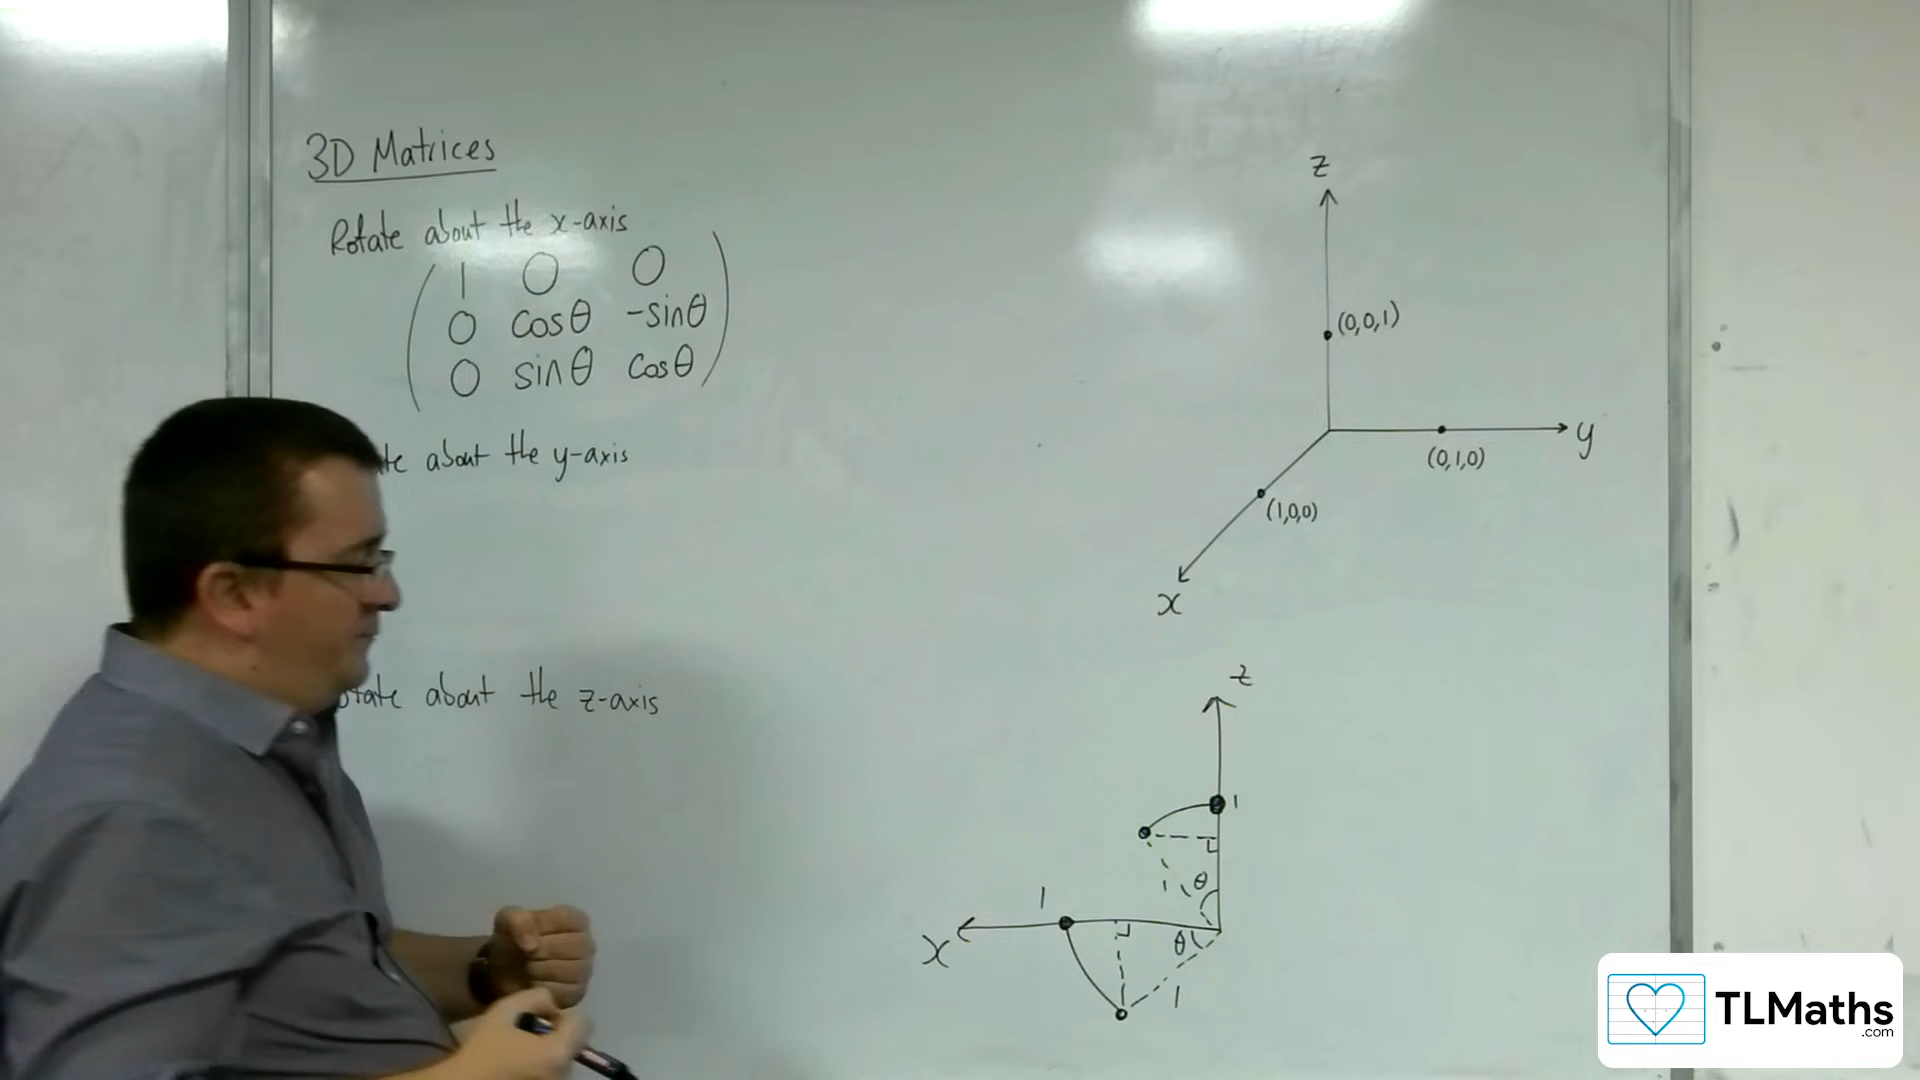 3D Matrices
Rotate about the x-axis
1 0 0
0 cosθ -sinθ
0 sinθ cosθ
te about the y-axis
otate about the z-axis
z
(0,0,1)
y
(0,1,0)
(1,0,0)
x
z
1
1 θ
1
x
θ
1
TLMaths
.com